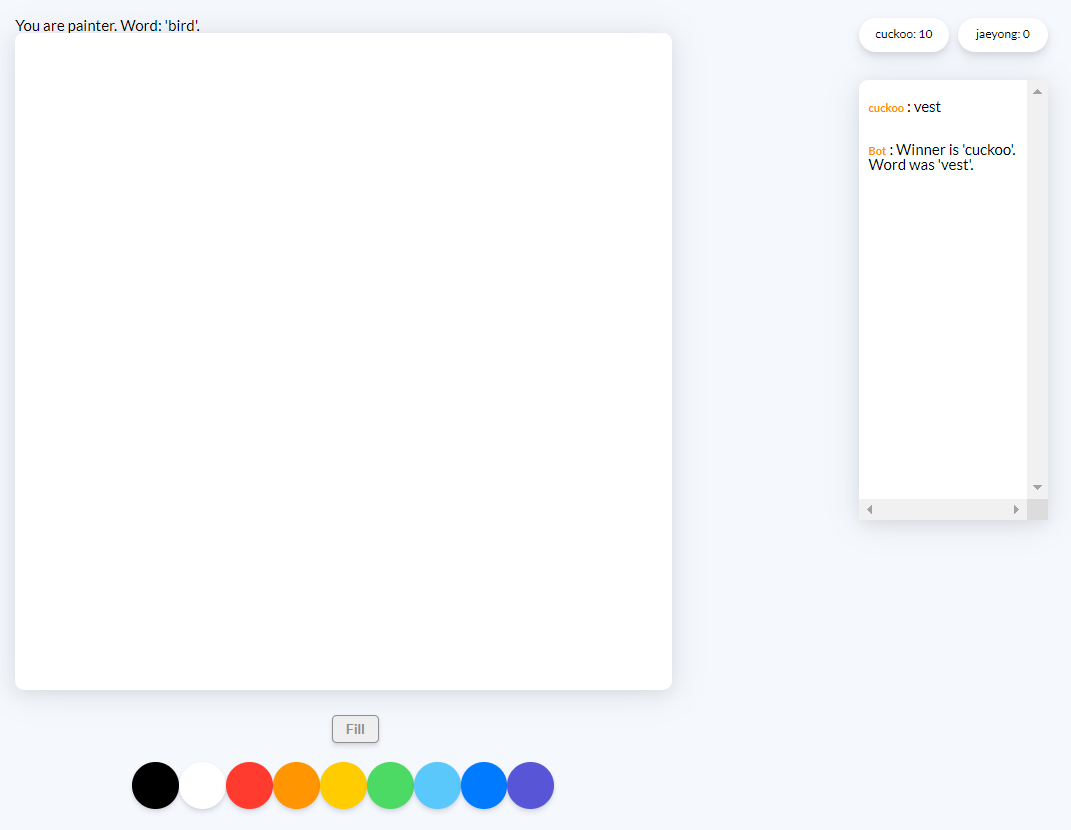 You are painter. Word: 'bird'.
cuckoo: 10
jaeyong: 0
cuckoo : vest
Bot : Winner is 'cuckoo'.
Word was 'vest'.
Fill